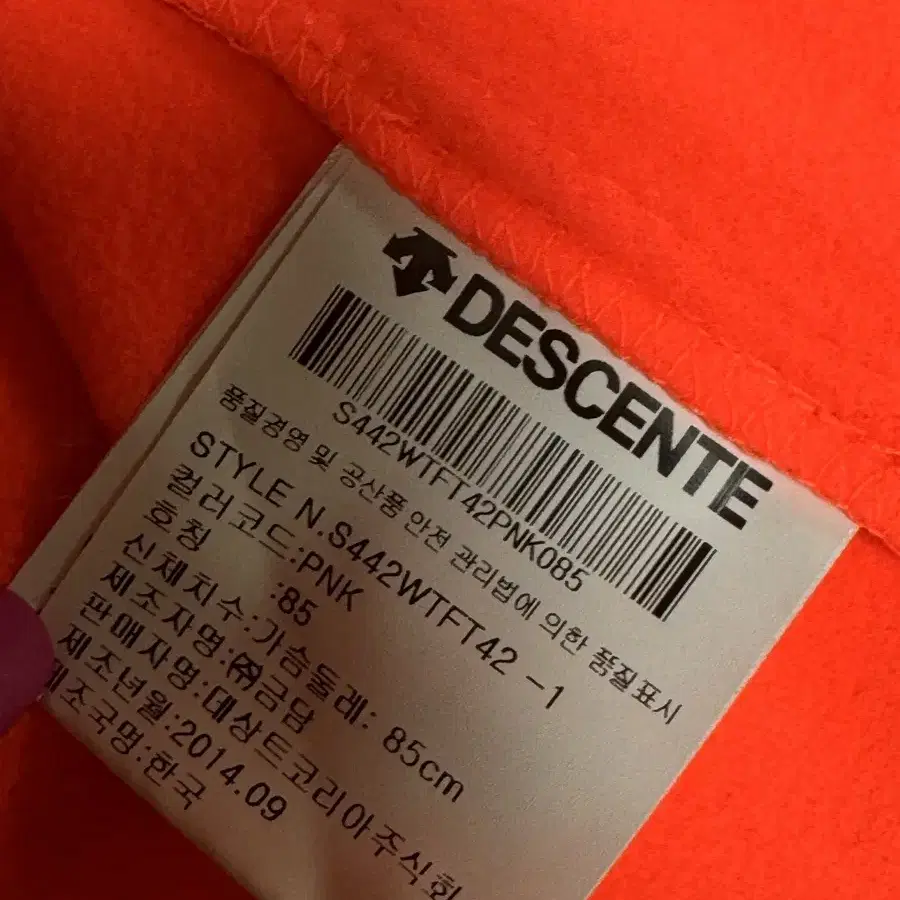 DESCENTE
S442WTFT42PNK085
품질경영 및 공산품 안전 관리법에 의한 품질표시
STYLE N.S442WTFT42 -1
컬러코드:PNK
호칭 :85
신체치수:가슴둘레: 85cm
제조자명:㈜금담
판매자명:데상트코리아주식회
제조년월:2014.09
제조국명:한국